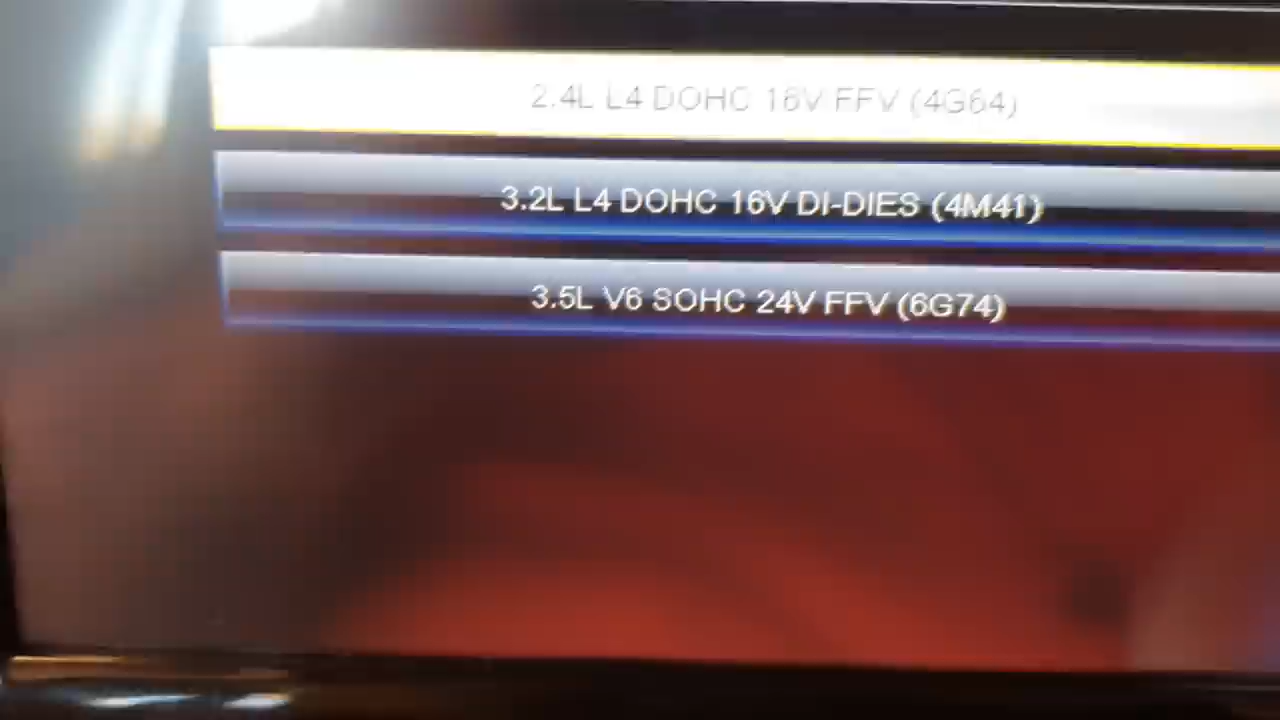 2.4L L4 DOHC 16V FFV (4G64)
3.2L L4 DOHC 16V DI-DIES (4M41)
3.5L V6 SOHC 24V FFV (6G74)